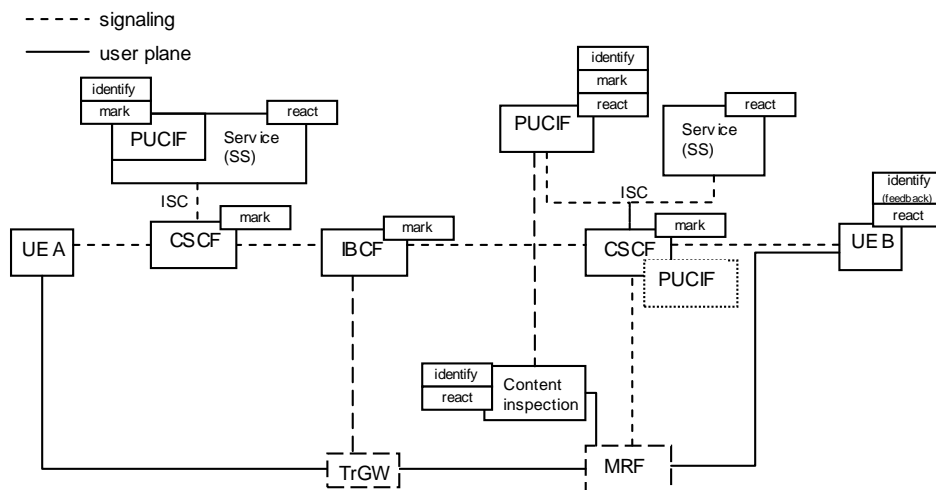 signaling
user plane
identify
mark
PUCIF
Service
(SS)
react
identify
mark
react
PUCIF
Service
(SS)
react
ISC
ISC
identify
(feedback)
react
mark
mark
mark
UE A
CSCF
IBCF
CSCF
PUCIF
UE B
identify
react
Content
inspection
TrGW
MRF